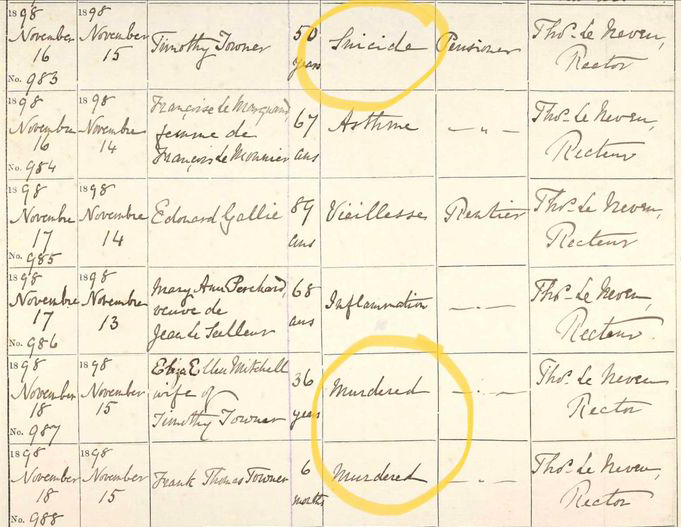 1898 1898
November November Timothy Towner 50 Suicide Pensioner Thos. Le Neveu,
16 15 years Rector
No. 983
1898 1898 Françoise Le Marquand,
Novembre Novembre femme de 67 Asthme — „ — Thos. Le Neveu,
16 14 François Le Monnier ans Recteur
No. 984
1898 1898
Novembre Novembre Edouard Gallie 89 Vieillesse Rentier Thos. Le Neveu,
17 14 ans Recteur
No. 985
1898 1898 Mary Ann Perchard, 68
Novembre Novembre veuve de Inflammation — „ — Thos. Le Neveu,
17 13 Jean Le Sueur ans Recteur
No. 986
1898 1898 Eliza Ellen Mitchell
November November wife of 36 Murdered — „ — Thos. Le Neveu
18 15 Timothy Towner years Rector
No. 987
1898 1898
November November Frank Thomas Towner 6 Murdered — „ — Thos. Le Neveu,
18 15 months Rector
No. 988